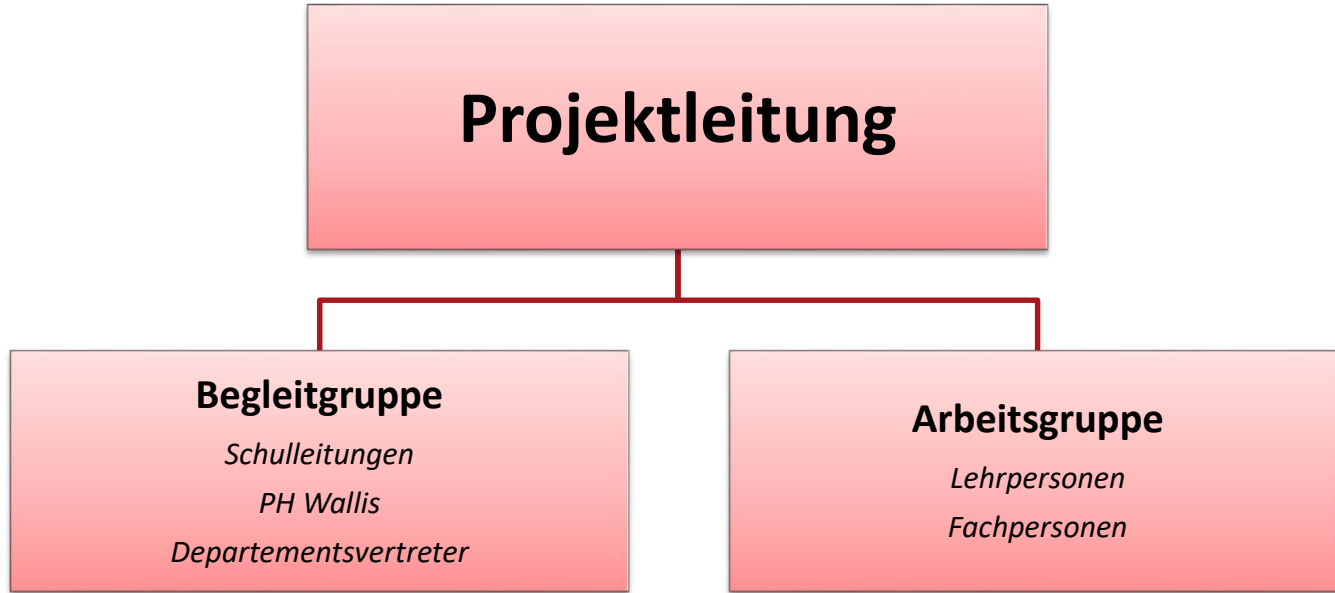 Projektleitung
Begleitgruppe
Schulleitungen
PH Wallis
Departementsvertreter
Arbeitsgruppe
Lehrpersonen
Fachpersonen